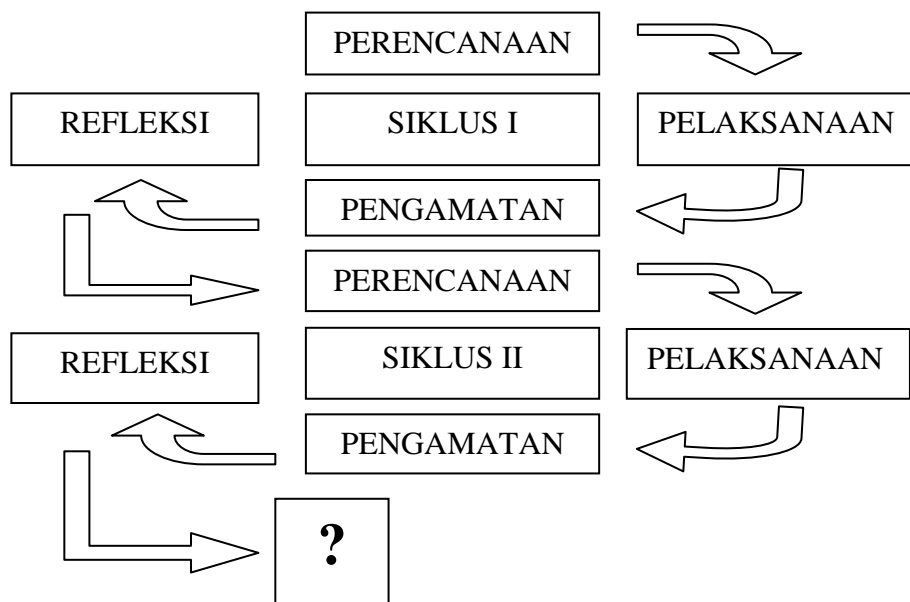 PERENCANAAN
REFLEKSI
SIKLUS I
PELAKSANAAN
PENGAMATAN
PERENCANAAN
REFLEKSI
SIKLUS II
PELAKSANAAN
PENGAMATAN
?